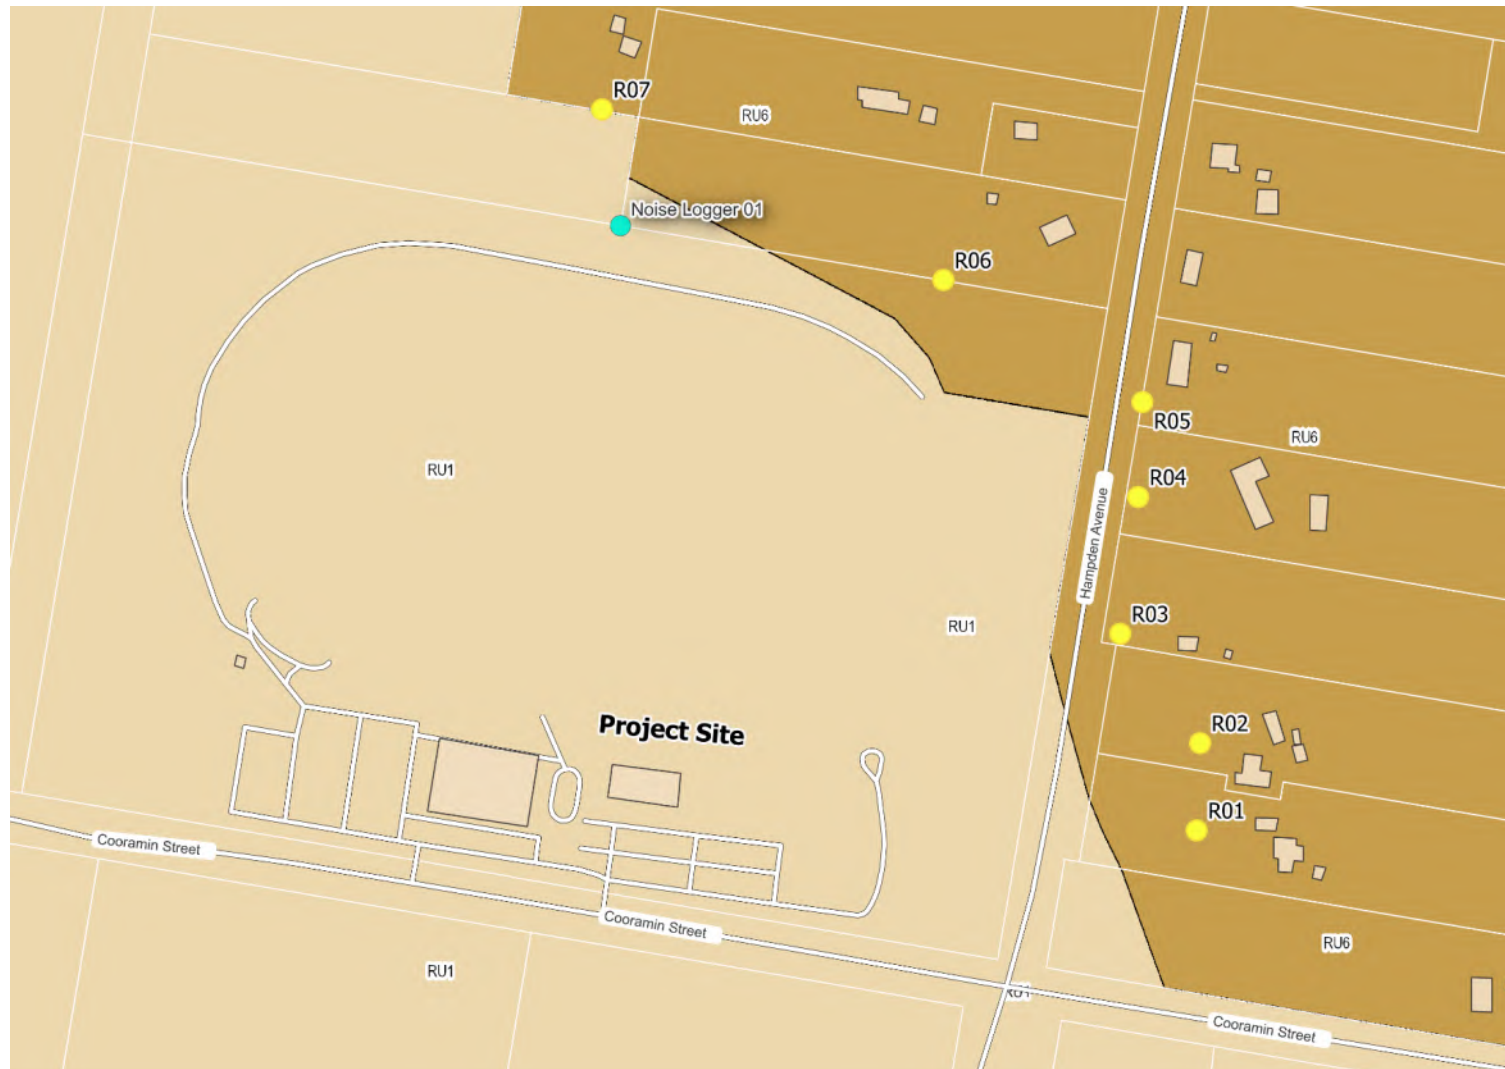 R07
RU6
Noise Logger 01
R06
R05
RU6
RU1
R04
Hampden Avenue
RU1
R03
Project Site
R02
R01
Cooramin Street
Cooramin Street
RU6
RU1
RU1
Cooramin Street